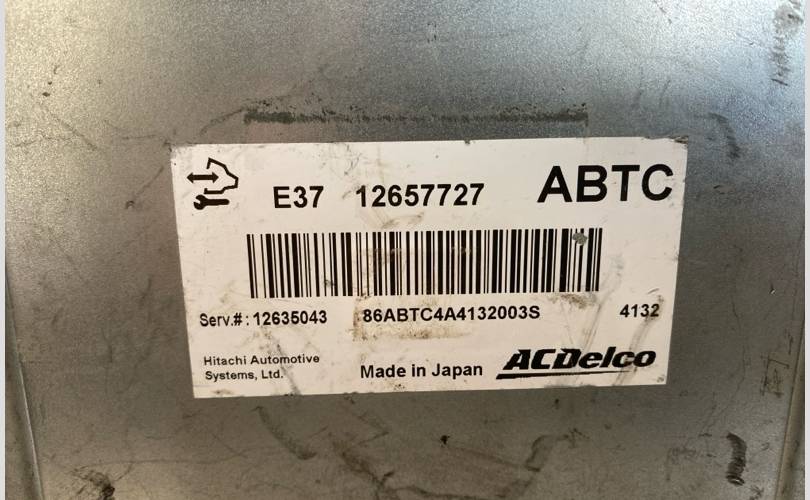 E37 12657727 ABTC
Serv.#: 12635043 86ABTC4A4132003S 4132
Hitachi Automotive
Systems, Ltd.
Made in Japan ACDelco